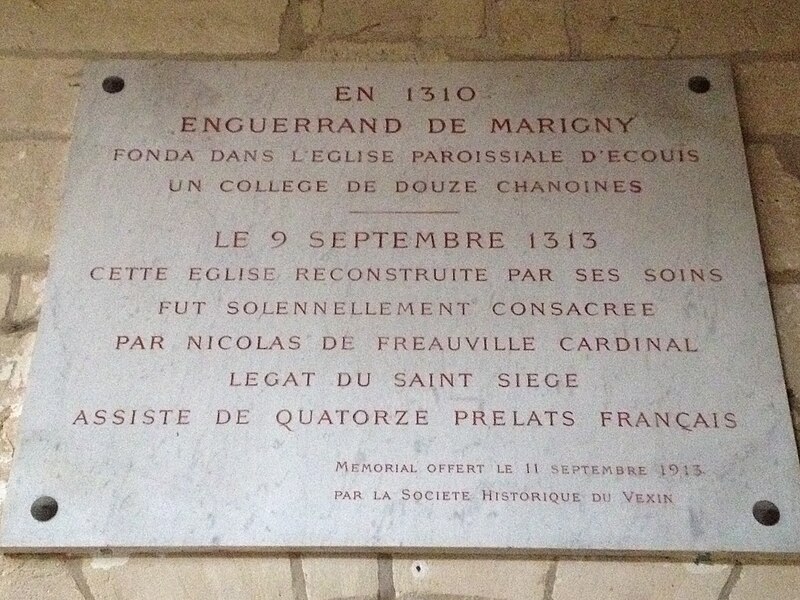 EN 1310
ENGUERRAND DE MARIGNY
FONDA DANS L'EGLISE PAROISSIALE D'ECOUIS
UN COLLEGE DE DOUZE CHANOINES
LE 9 SEPTEMBRE 1313
CETTE EGLISE RECONSTRUITE PAR SES SOINS
FUT SOLENNELLEMENT CONSACREE
PAR NICOLAS DE FREAUVILLE CARDINAL
LEGAT DU SAINT SIEGE
ASSISTE DE QUATORZE PRELATS FRANÇAIS
MEMORIAL OFFERT LE 11 SEPTEMBRE 1913
PAR LA SOCIETE HISTORIQUE DU VEXIN